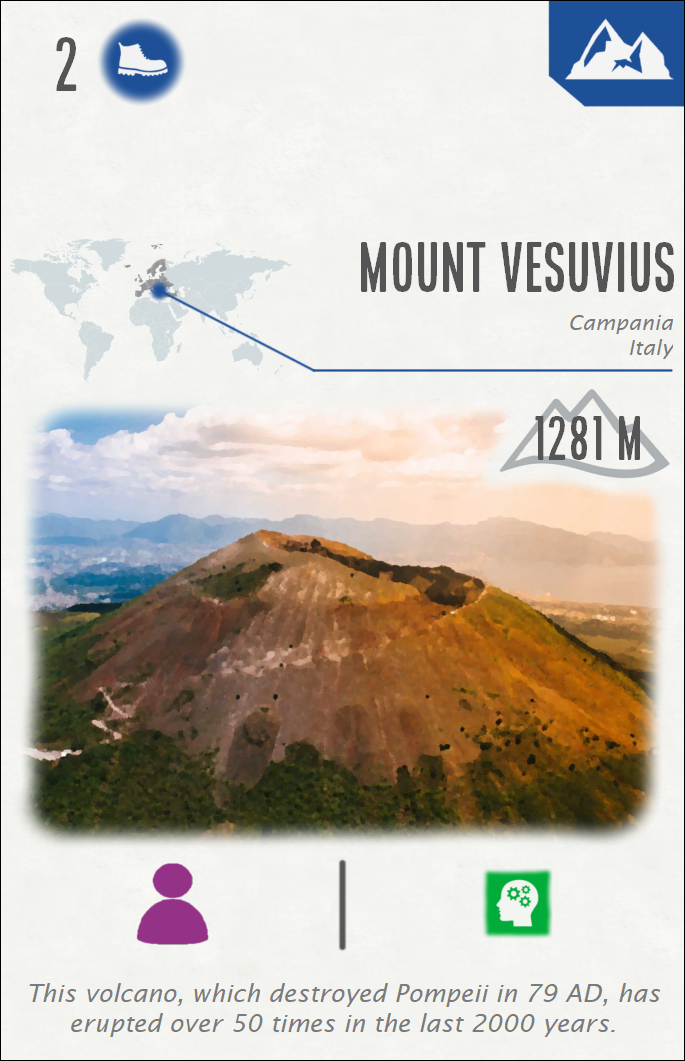 2
MOUNT VESUVIUS
Campania
Italy
1281 M
This volcano, which destroyed Pompeii in 79 AD, has
erupted over 50 times in the last 2000 years.